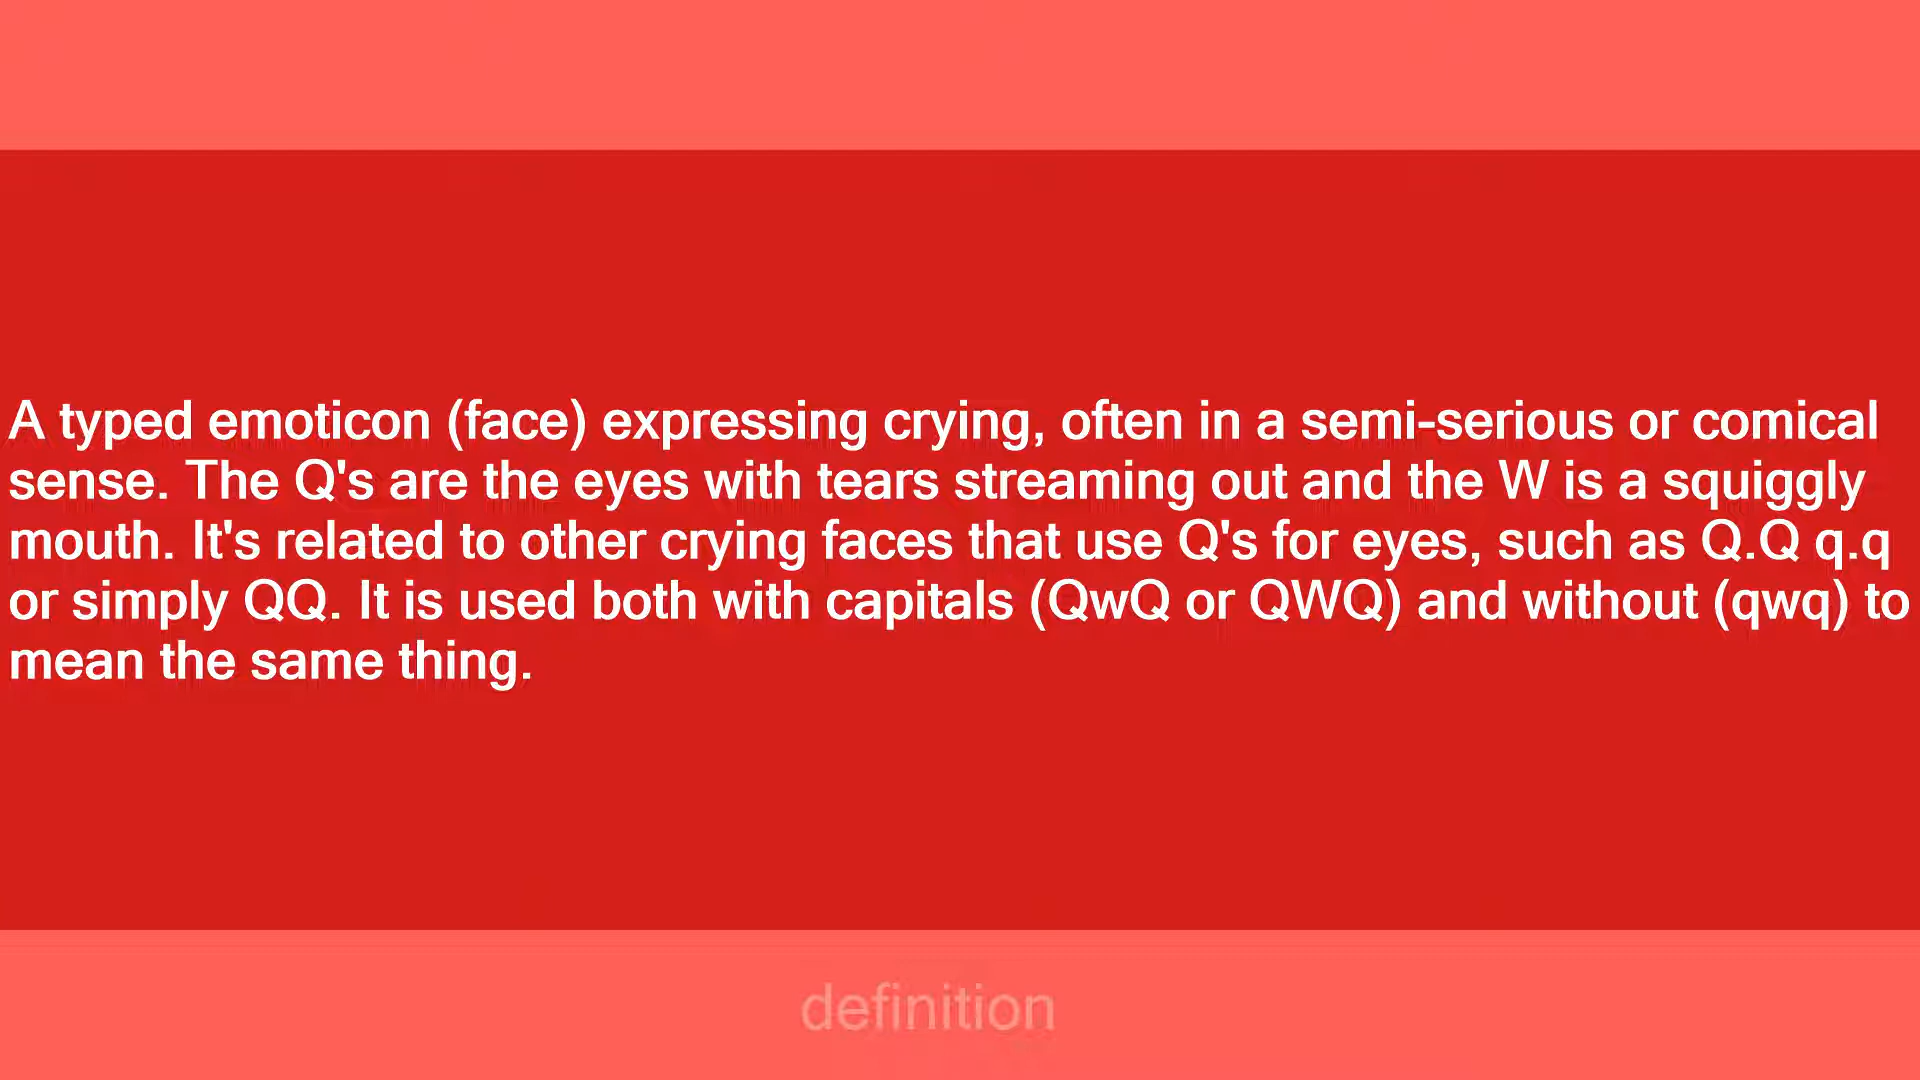 A typed emoticon (face) expressing crying, often in a semi-serious or comical
sense. The Q's are the eyes with tears streaming out and the W is a squiggly
mouth. It's related to other crying faces that use Q's for eyes, such as Q.Q q.q
or simply QQ. It is used both with capitals (QwQ or QWQ) and without (qwq) to
mean the same thing.
definition